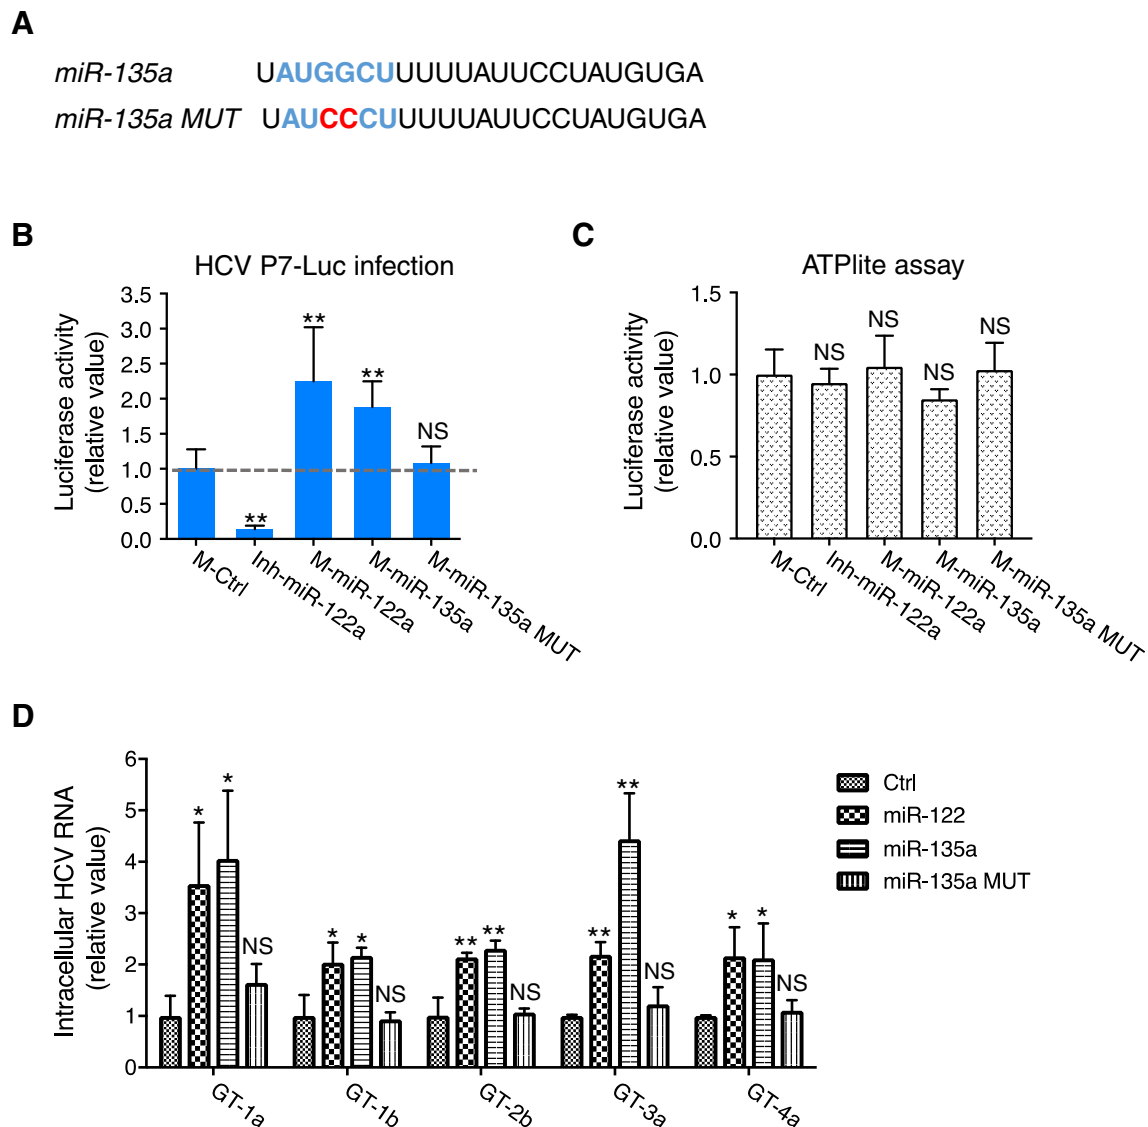 A
miR-135a UAUGGCUUUUUAUUCCUAUGUGA
miR-135a MUT UAUCCCUUUUUAUUCCUAUGUGA
B
HCV P7-Luc infection
Luciferase activity
(relative value)
3.5
3.0
2.5
2.0
1.5
1.0
0.5
0.0
**
**
**
NS
M-Ctrl
Inh-miR-122a
M-miR-122a
M-miR-135a
M-miR-135a MUT
C
ATPlite assay
Luciferase activity
(relative value)
1.5
1.0
0.5
0.0
NS
NS
NS
NS
M-Ctrl
Inh-miR-122a
M-miR-122a
M-miR-135a
M-miR-135a MUT
D
Intracellular HCV RNA
(relative value)
6
5
4
3
2
1
0
*
*
NS
*
*
NS
**
**
NS
**
**
NS
*
*
NS
GT-1a
GT-1b
GT-2b
GT-3a
GT-4a
Ctrl
miR-122
miR-135a
miR-135a MUT